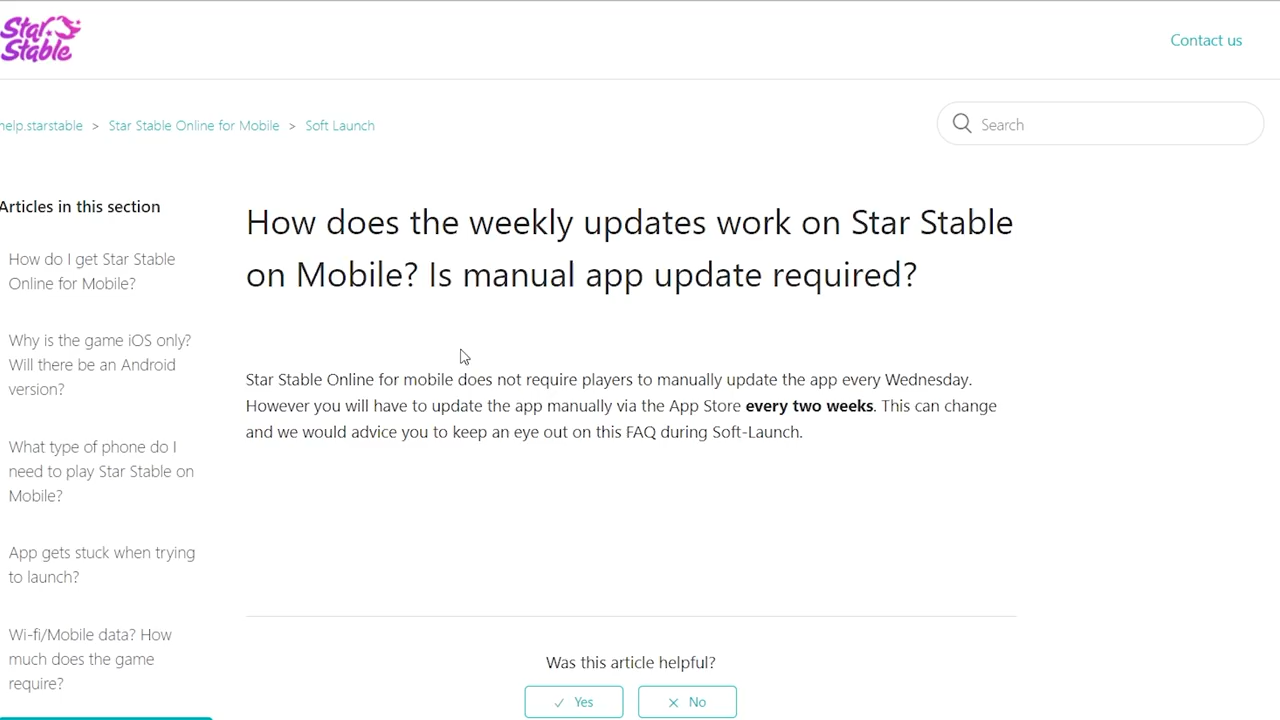 Star
Stable
Contact us
help.starstable > Star Stable Online for Mobile > Soft Launch
Search
Articles in this section
How do I get Star Stable
Online for Mobile?
Why is the game iOS only?
Will there be an Android
version?
What type of phone do I
need to play Star Stable on
Mobile?
App gets stuck when trying
to launch?
Wi-fi/Mobile data? How
much does the game
require?
How does the weekly updates work on Star Stable
on Mobile? Is manual app update required?
Star Stable Online for mobile does not require players to manually update the app every Wednesday.
However you will have to update the app manually via the App Store every two weeks. This can change
and we would advice you to keep an eye out on this FAQ during Soft-Launch.
Was this article helpful?
Yes
No